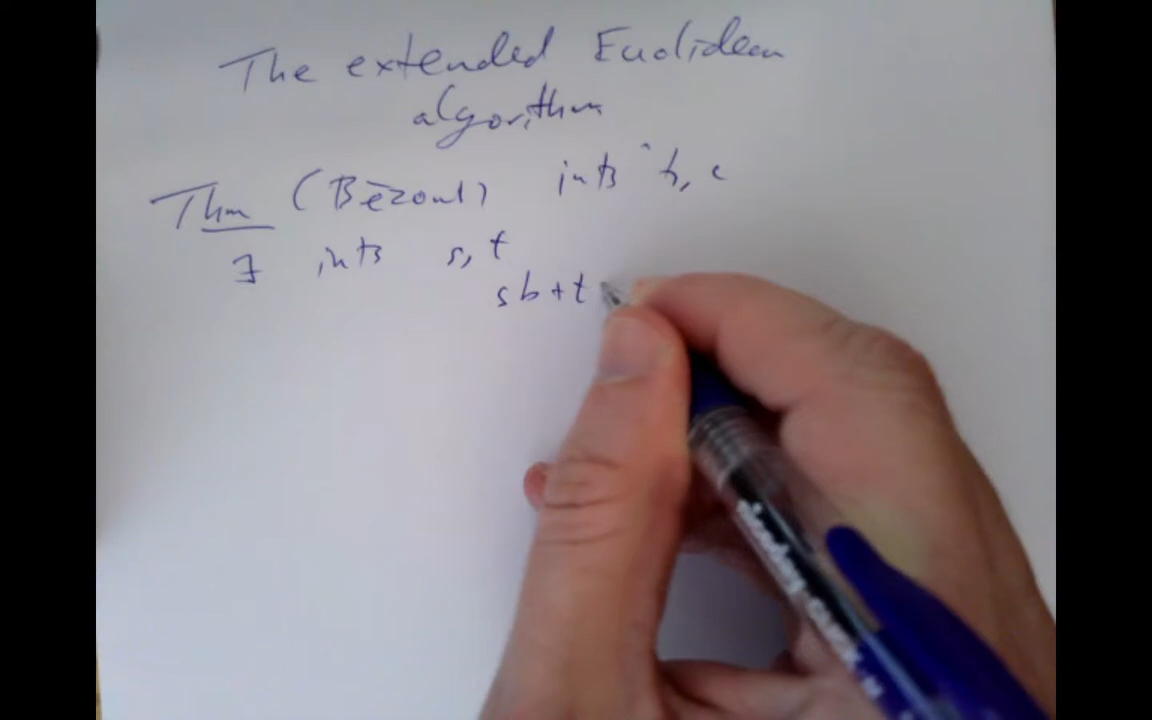 The extended Euclidean
algorithm
Thm (Bézout) ints b, c
∃ ints s, t
sb+t